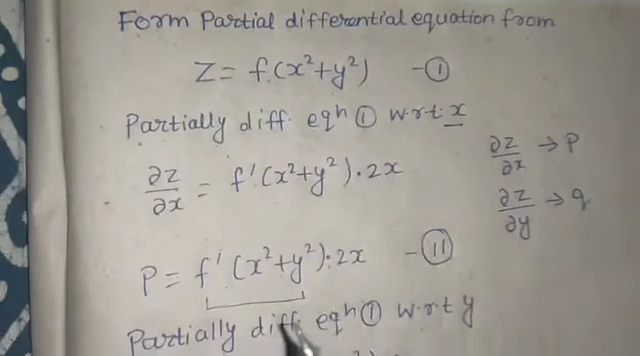 Form Partial differential equation from
Z = f.(x²+y²) -①
Partially diff. eqn ① w.r.t. x
∂z/∂x = f'(x²+y²).2x
∂z/∂x → p
∂z/∂y → q
P = f'(x²+y²).2x -⑪
Partially diff. eqn ① w.r.t y